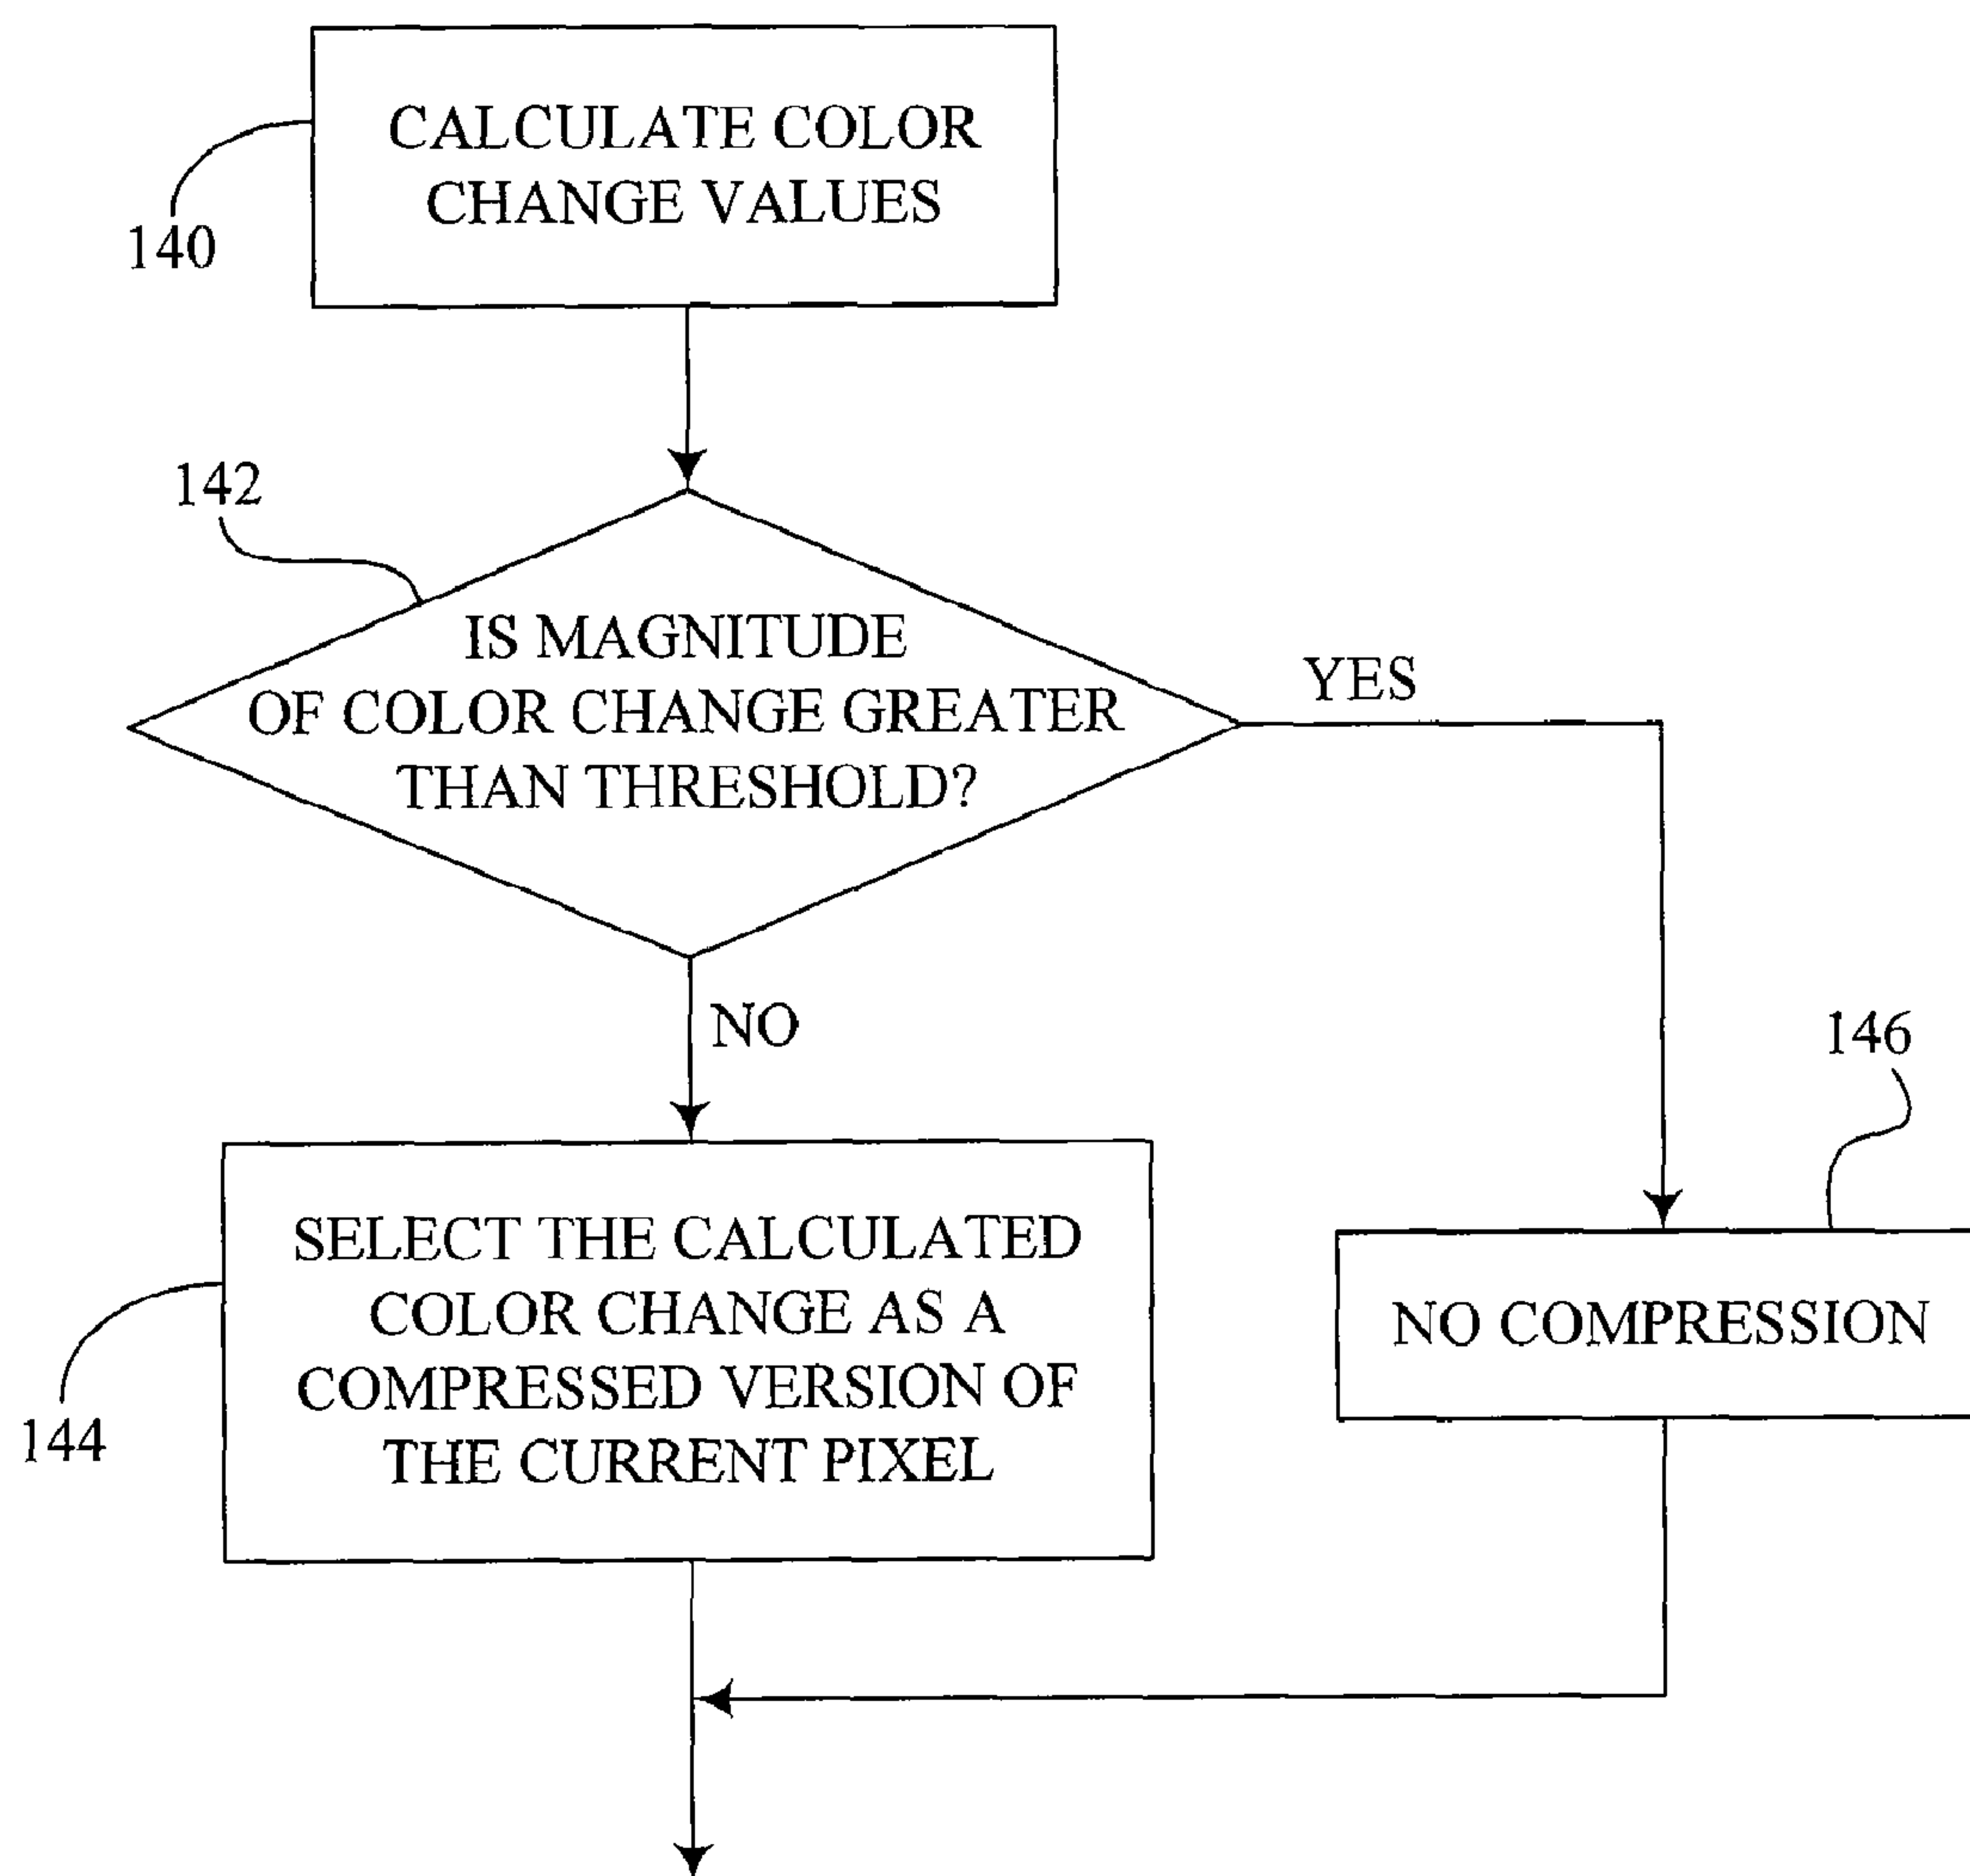 CALCULATE COLOR
CHANGE VALUES
140
142
IS MAGNITUDE
OF COLOR CHANGE GREATER
THAN THRESHOLD?
YES
NO
146
SELECT THE CALCULATED
COLOR CHANGE AS A
COMPRESSED VERSION OF
THE CURRENT PIXEL
NO COMPRESSION
144